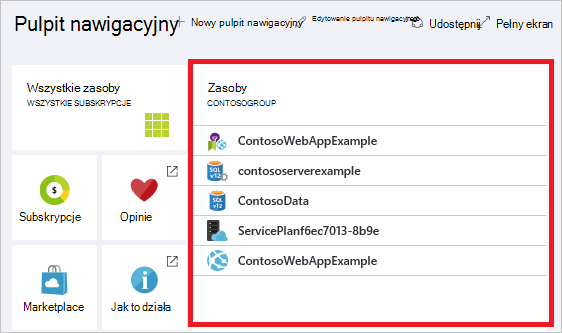 Pulpit nawigacyjny
Nowy pulpit nawigacyjny
Edytowanie pulpitu nawigacyjnego
Udostępnij
Pełny ekran
Wszystkie zasoby
WSZYSTKIE SUBSKRYPCJE
Zasoby
CONTOSOGROUP
ContosoWebAppExample
SQL
v12
contososerverexample
SQL
v12
ContosoData
ServicePlanf6ec7013-8b9e
ContosoWebAppExample
$
Subskrypcje
Opinie
Marketplace
Jak to działa